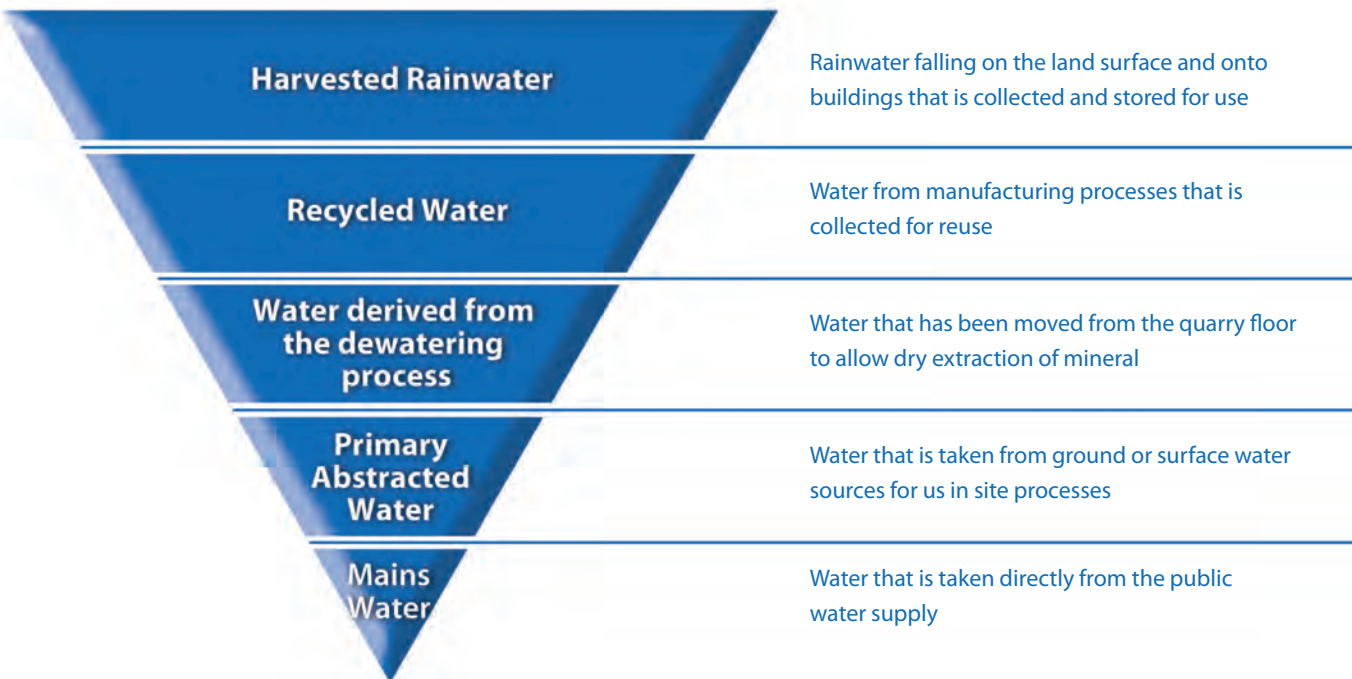 Harvested Rainwater
Rainwater falling on the land surface and onto
buildings that is collected and stored for use
Recycled Water
Water from manufacturing processes that is
collected for reuse
Water derived from
the dewatering
process
Water that has been moved from the quarry floor
to allow dry extraction of mineral
Primary
Abstracted
Water
Water that is taken from ground or surface water
sources for us in site processes
Mains
Water
Water that is taken directly from the public
water supply